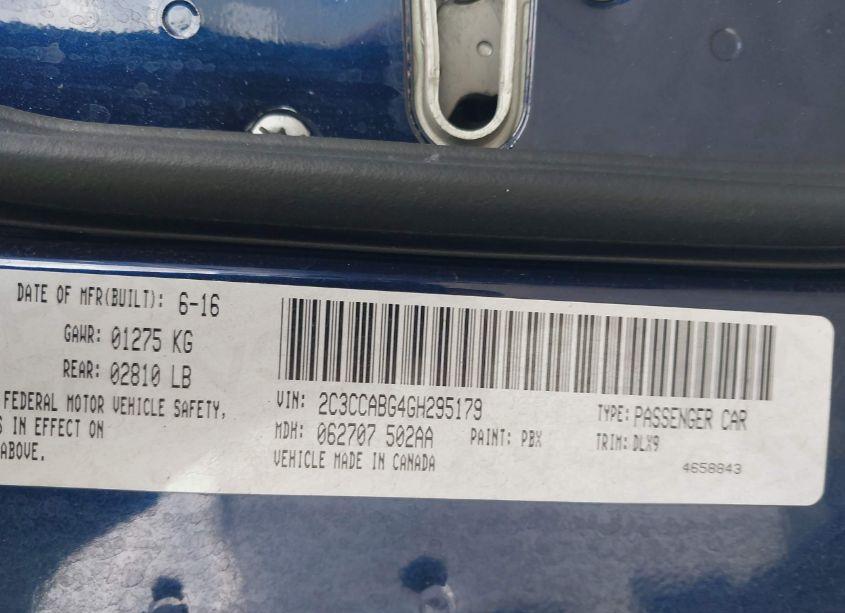 DATE OF MFR(BUILT): 6-16
GAWR: 01275 KG
REAR: 02810 LB
FEDERAL MOTOR VEHICLE SAFETY,
IN EFFECT ON
ABOVE.
VIN: 2C3CCABG4GH295179
TYPE: PASSENGER CAR
MDH: 062707 502AA
PAINT: PBX
TRIM: DLX9
VEHICLE MADE IN CANADA
4658843